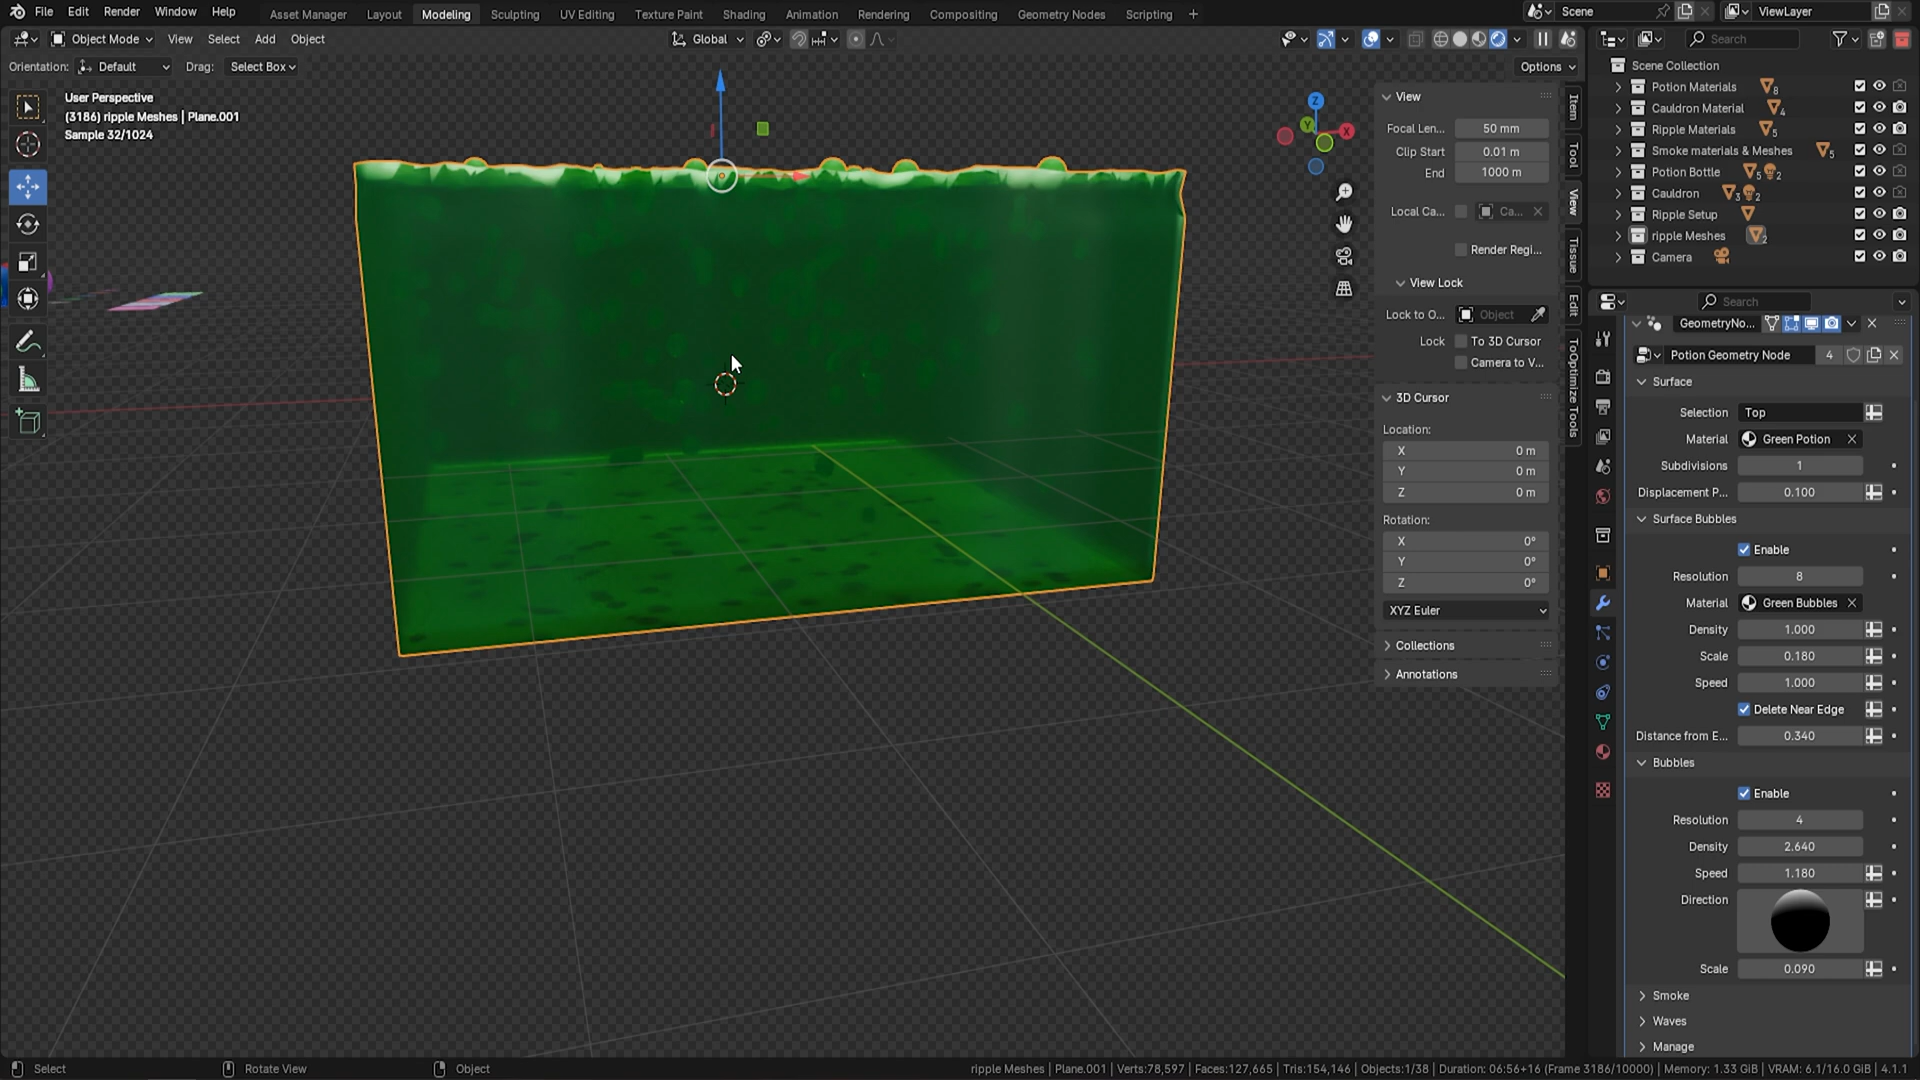 File Edit Render Window Help
Asset Manager Layout Modeling Sculpting UV Editing Texture Paint Shading Animation Rendering Compositing Geometry Nodes Scripting +
Scene
ViewLayer
Object Mode View Select Add Object
Global
Search
Orientation: Default Drag: Select Box
Options
User Perspective
(3186) ripple Meshes | Plane.001
Sample 32/1024
Z
Y
X
View
Focal Len... 50 mm
Clip Start 0.01 m
End 1000 m
Local Ca... Ca...
Render Regi...
View Lock
Lock to O... Object
Lock To 3D Cursor
Camera to V...
3D Cursor
Location:
X 0 m
Y 0 m
Z 0 m
Rotation:
X 0°
Y 0°
Z 0°
XYZ Euler
Collections
Annotations
Item
Tool
View
Tissue
Edit
ToOptimize Tools
Scene Collection
Potion Materials 8
Cauldron Material 4
Ripple Materials 5
Smoke materials & Meshes 5
Potion Bottle 5 2
Cauldron 3 2
Ripple Setup
ripple Meshes 2
Camera
Search
GeometryNo...
Potion Geometry Node 4
Surface
Selection Top
Material Green Potion
Subdivisions 1
Displacement P... 0.100
Surface Bubbles
Enable
Resolution 8
Material Green Bubbles
Density 1.000
Scale 0.180
Speed 1.000
Delete Near Edge
Distance from E... 0.340
Bubbles
Enable
Resolution 4
Density 2.640
Speed 1.180
Direction
Scale 0.090
Smoke
Waves
Manage
Select Rotate View Object
ripple Meshes | Plane.001 | Verts:78,597 | Faces:127,665 | Tris:154,146 | Objects:1/38 | Duration: 06:56+16 (Frame 3186/10000) | Memory: 1.33 GiB | VRAM: 6.1/16.0 GiB | 4.1.1